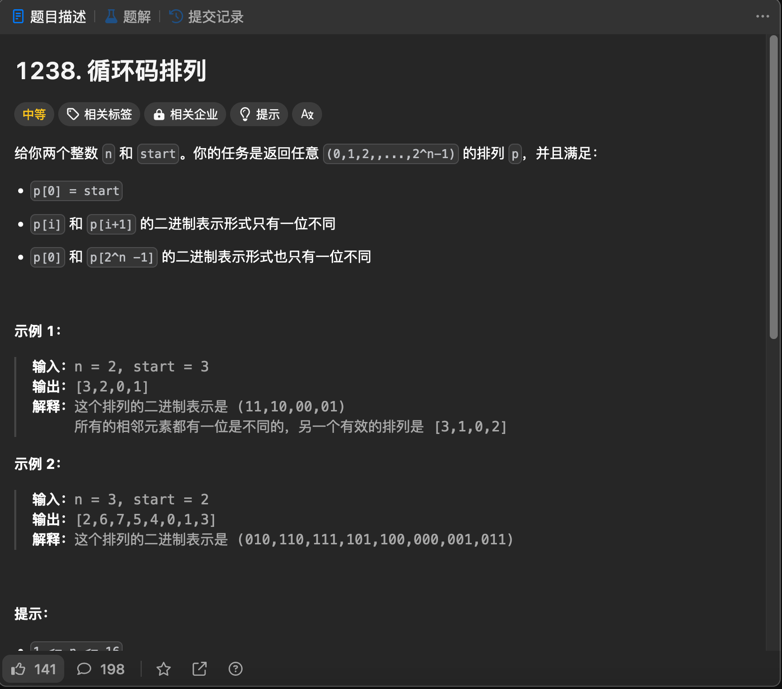 题目描述 题解 提交记录
1238. 循环码排列
中等 相关标签 相关企业 提示
给你两个整数 n 和 start。你的任务是返回任意 (0,1,2,,...,2^n-1) 的排列 p，并且满足：
p[0] = start
p[i] 和 p[i+1] 的二进制表示形式只有一位不同
p[0] 和 p[2^n -1] 的二进制表示形式也只有一位不同
示例 1：
输入：n = 2, start = 3
输出：[3,2,0,1]
解释：这个排列的二进制表示是 (11,10,00,01)
所有的相邻元素都有一位是不同的，另一个有效的排列是 [3,1,0,2]
示例 2：
输入：n = 3, start = 2
输出：[2,6,7,5,4,0,1,3]
解释：这个排列的二进制表示是 (010,110,111,101,100,000,001,011)
提示：
1 <= n <= 16
141 198